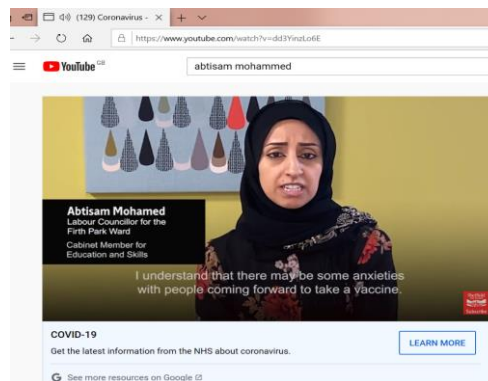 (129) Coronavirus -
https://www.youtube.com/watch?v=dd3YinzLo6E
YouTube GB
abtisam mohammed
Abtisam Mohamed
Labour Councillor for the
Firth Park Ward
Cabinet Member for
Education and Skills
I understand that there may be some anxieties
with people coming forward to take a vaccine.
Subscribe
COVID-19
Get the latest information from the NHS about coronavirus.
LEARN MORE
G See more resources on Google